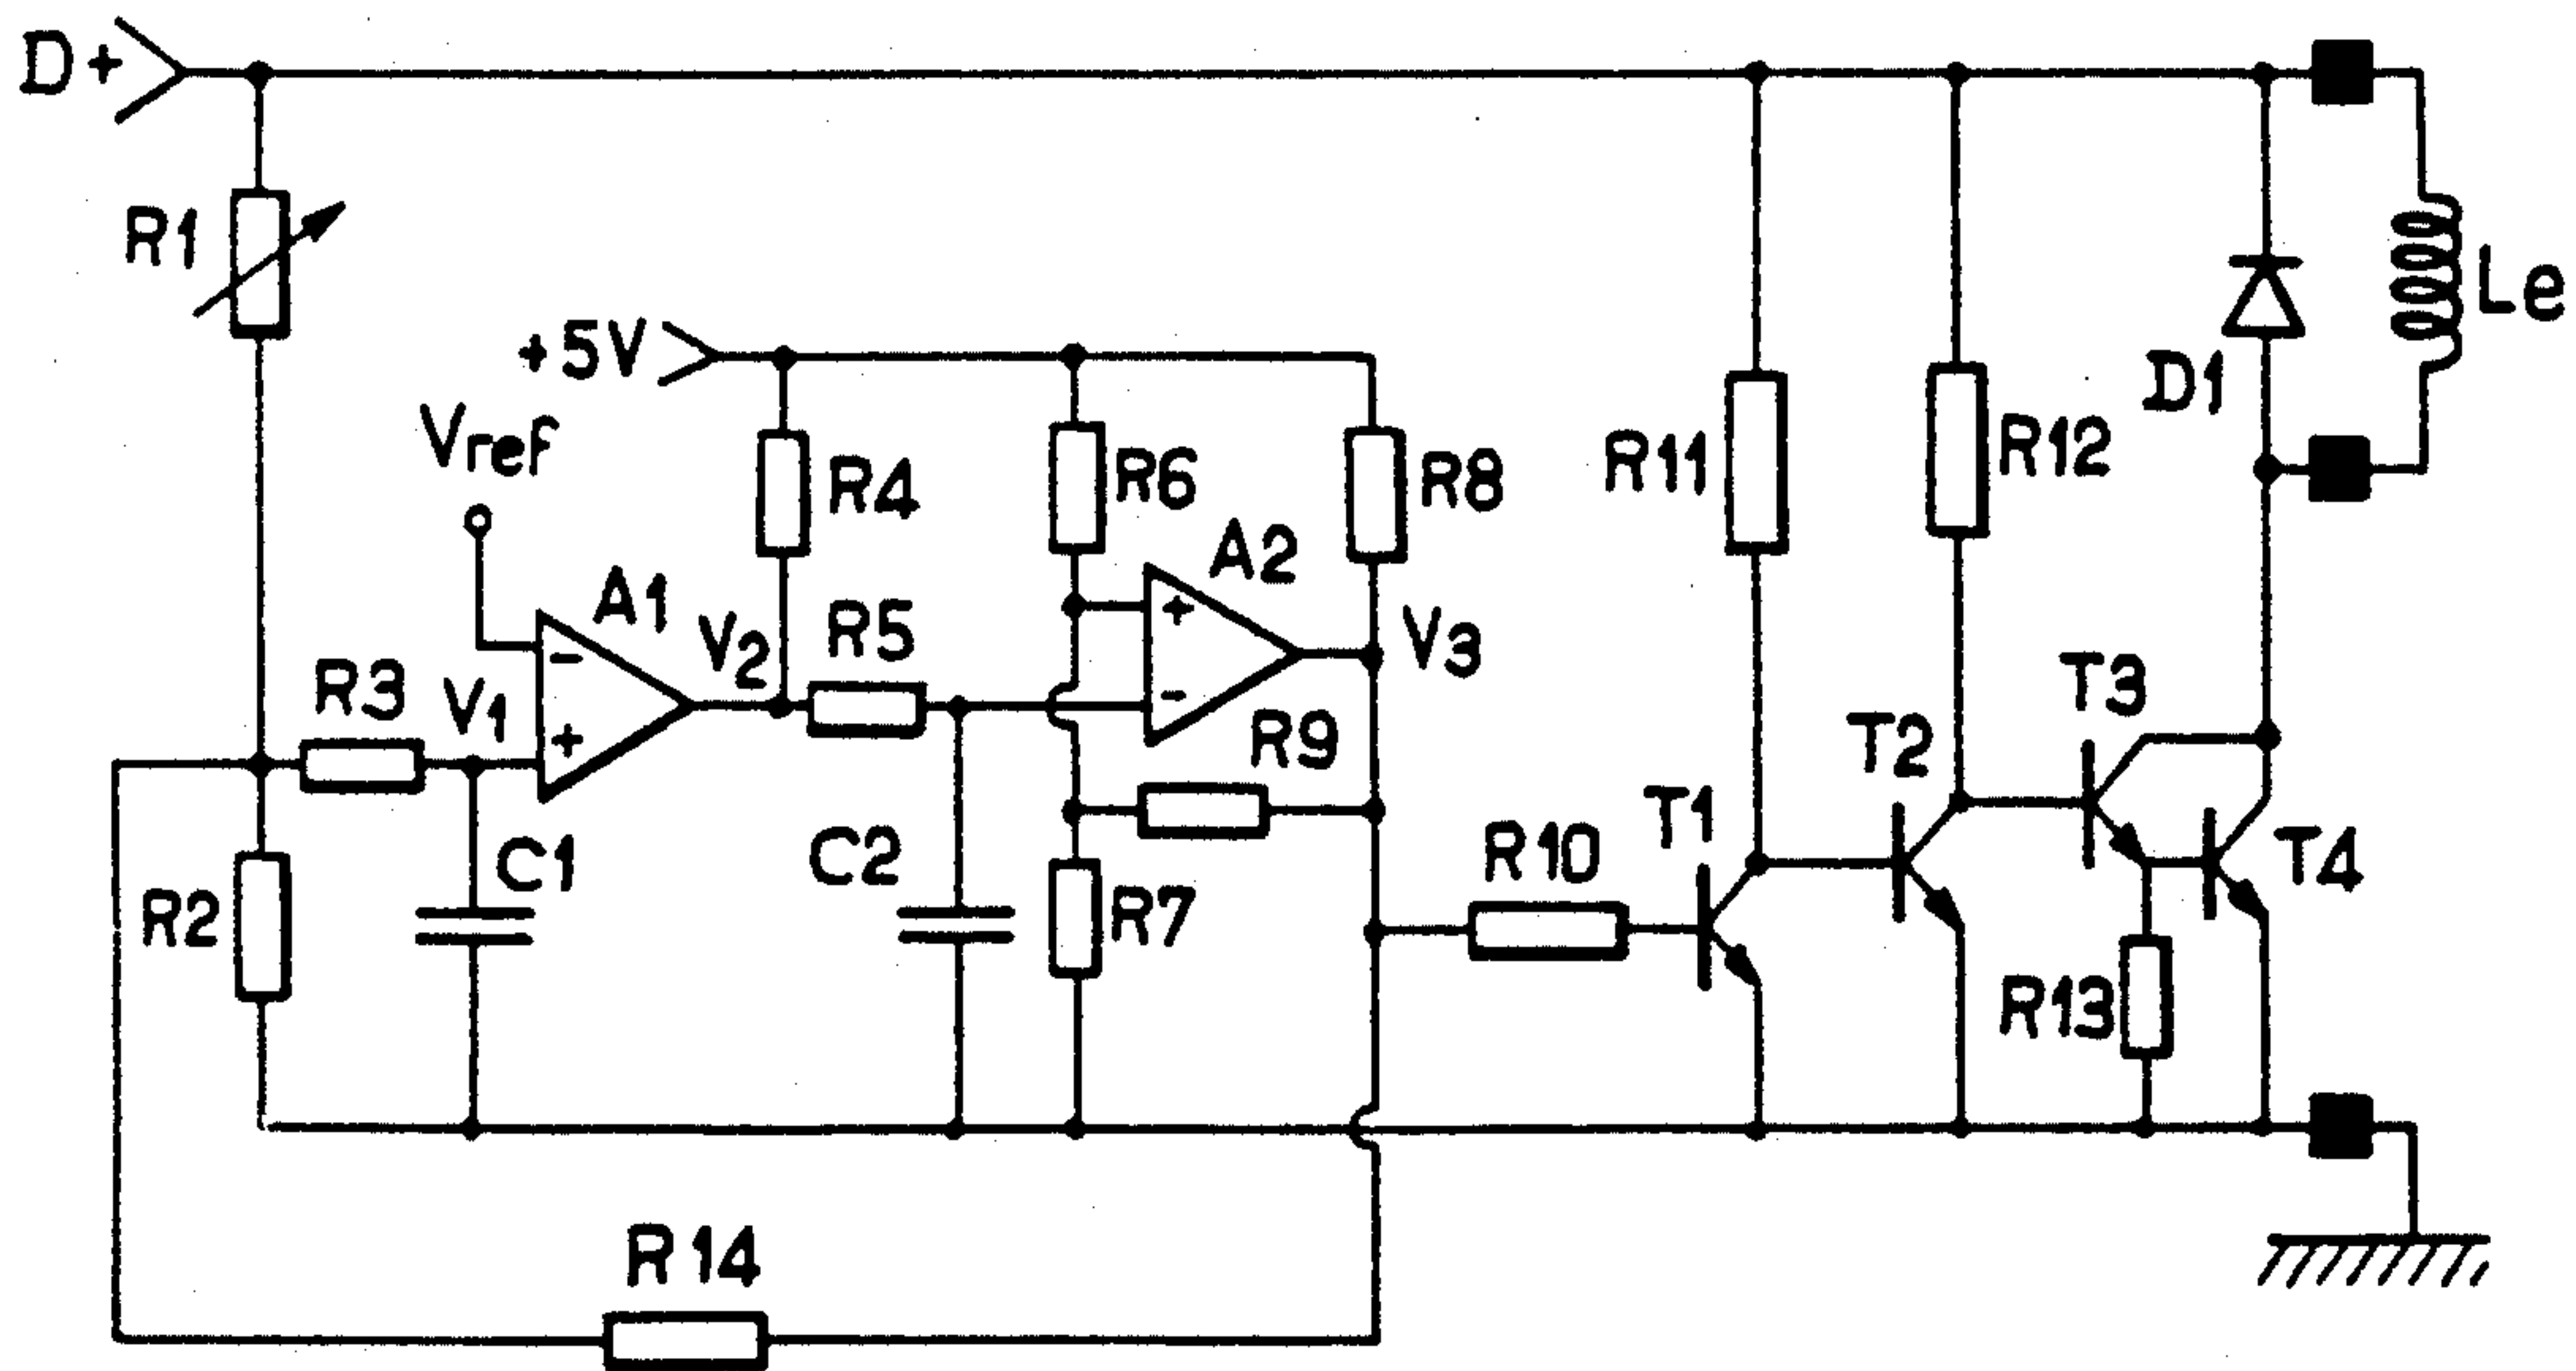 D+
R1
+5V
Vref
R4
R6
R8
R11
R12
D1
Le
A1
A2
R3
V1
V2
R5
V3
R9
T1
T2
T3
T4
R2
C1
C2
R7
R10
R13
R14
-
+
+
-